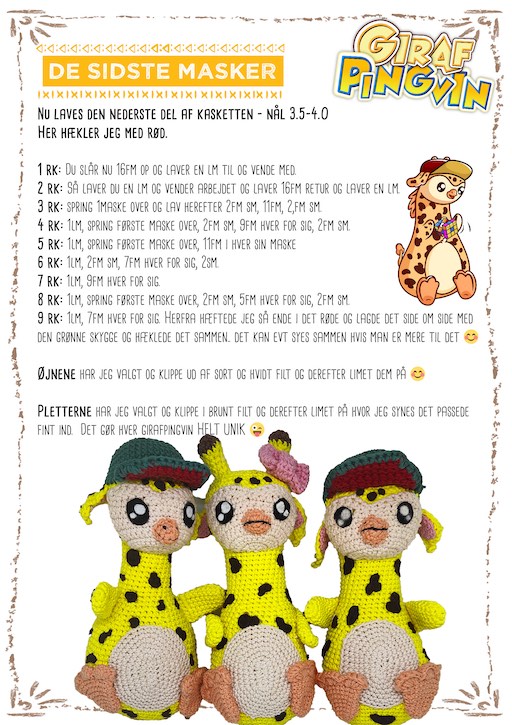 DE SIDSTE MASKER
GIRAF
PINGVIN
NU LAVES DEN NEDERSTE DEL AF KASKETTEN - NÅL 3.5-4.0
HER HÆKLER JEG MED RØD.
1 RK: DU SLÅR NU 16FM OP OG LAVER EN LM TIL OG VENDE MED.
2 RK: SÅ LAVER DU EN LM OG VENDER ARBEJDET OG LAVER 16FM RETUR OG LAVER EN LM.
3 RK: SPRING 1MASKE OVER OG LAV HEREFTER 2FM SM, 11FM, 2,FM SM.
4 RK: 1LM, SPRING FØRSTE MASKE OVER, 2FM SM, 9FM HVER FOR SIG, 2FM SM.
5 RK: 1LM, SPRING FØRSTE MASKE OVER, 11FM I HVER SIN MASKE
6 RK: 1LM, 2FM SM, 7FM HVER FOR SIG, 2SM.
7 RK: 1LM, 9FM HVER FOR SIG.
8 RK: 1LM, SPRING FØRSTE MASKE OVER, 2FM SM, 5FM HVER FOR SIG, 2FM SM.
9 RK: 1LM, 7FM HVER FOR SIG. HERFRA HÆFTEDE JEG SÅ ENDE I DET RØDE OG LAGDE DET SIDE OM SIDE MED
DEN GRØNNE SKYGGE OG HÆKLEDE DET SAMMEN. DET KAN EVT SYES SAMMEN HVIS MAN ER MERE TIL DET 😊
ØJNENE HAR JEG VALGT OG KLIPPE UD AF SORT OG HVIDT FILT OG DEREFTER LIMET DEM PÅ 😊
PLETTERNE HAR JEG VALGT OG KLIPPE I BRUNT FILT OG DEREFTER LIMET PÅ HVOR JEG SYNES DET PASSEDE
FINT IND. DET GØR HVER GIRAFPINGVIN HELT UNIK 😜